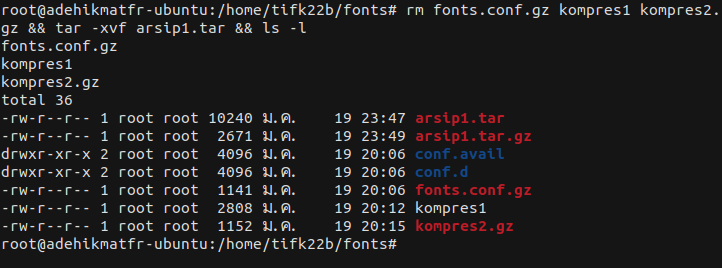 root@adehikmatfr-ubuntu:/home/tifk22b/fonts# rm fonts.conf.gz kompres1 kompres2.
gz && tar -xvf arsip1.tar && ls -l
fonts.conf.gz
kompres1
kompres2.gz
total 36
-rw-r--r-- 1 root root 10240 ม.ค. 19 23:47 arsip1.tar
-rw-r--r-- 1 root root 2671 ม.ค. 19 23:49 arsip1.tar.gz
drwxr-xr-x 2 root root 4096 ม.ค. 19 20:06 conf.avail
drwxr-xr-x 2 root root 4096 ม.ค. 19 20:06 conf.d
-rw-r--r-- 1 root root 1141 ม.ค. 19 20:06 fonts.conf.gz
-rw-r--r-- 1 root root 2808 ม.ค. 19 20:12 kompres1
-rw-r--r-- 1 root root 1152 ม.ค. 19 20:15 kompres2.gz
root@adehikmatfr-ubuntu:/home/tifk22b/fonts#